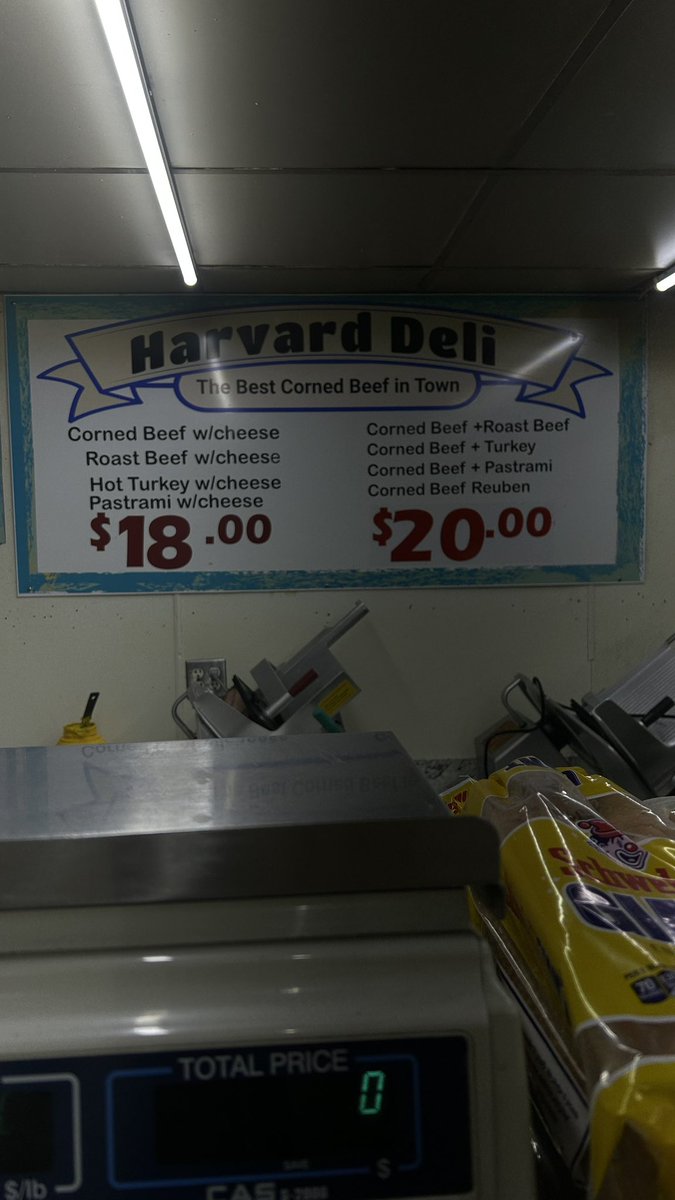 Harvard Deli
The Best Corned Beef in Town
Corned Beef w/cheese
Roast Beef w/cheese
Hot Turkey w/cheese
Pastrami w/cheese
$18.00
Corned Beef +Roast Beef
Corned Beef + Turkey
Corned Beef + Pastrami
Corned Beef Reuben
$20.00
TOTAL PRICE
0
SAVE
$
$/lb
CAS